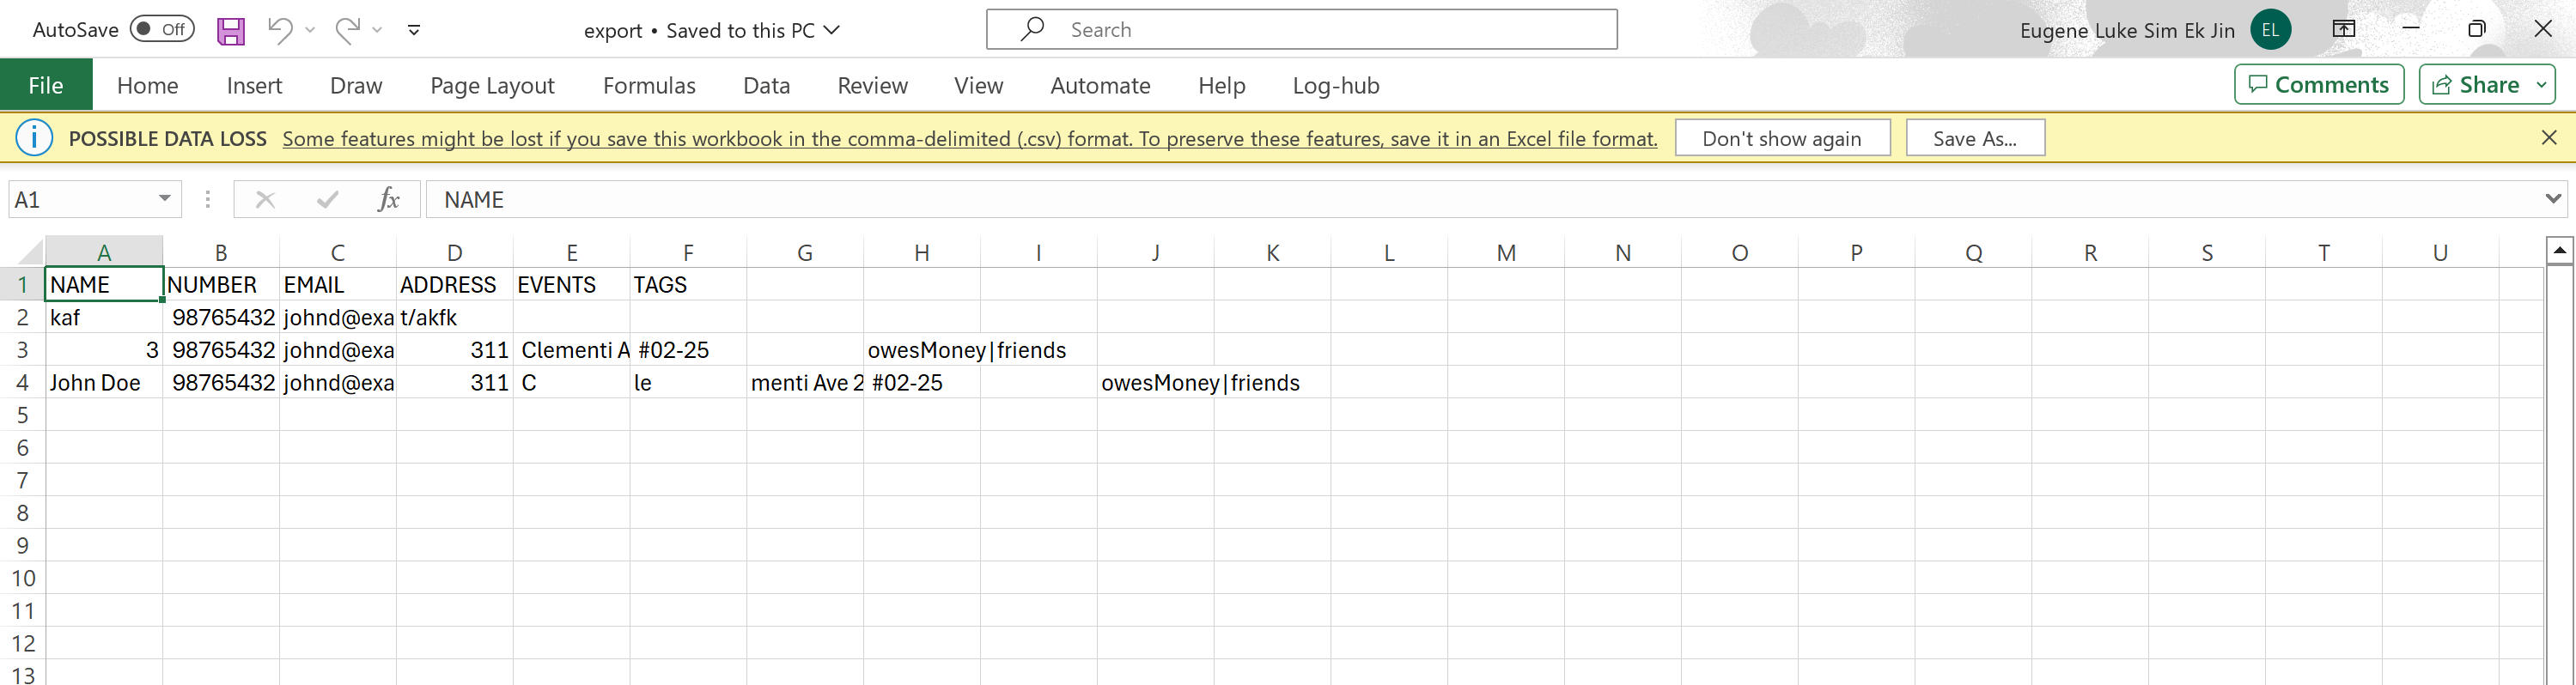 AutoSave Off export • Saved to this PC Search Eugene Luke Sim Ek Jin EL
File Home Insert Draw Page Layout Formulas Data Review View Automate Help Log-hub Comments Share
POSSIBLE DATA LOSS Some features might be lost if you save this workbook in the comma-delimited (.csv) format. To preserve these features, save it in an Excel file format. Don't show again Save As...
A1 fx NAME
A B C D E F G H I J K L M N O P Q R S T U
1 NAME NUMBER EMAIL ADDRESS EVENTS TAGS
2 kaf 98765432 johnd@exa t/akfk
3 3 98765432 johnd@exa 311 Clementi A #02-25 owesMoney|friends
4 John Doe 98765432 johnd@exa 311 C le menti Ave 2 #02-25 owesMoney|friends
5
6
7
8
9
10
11
12
13